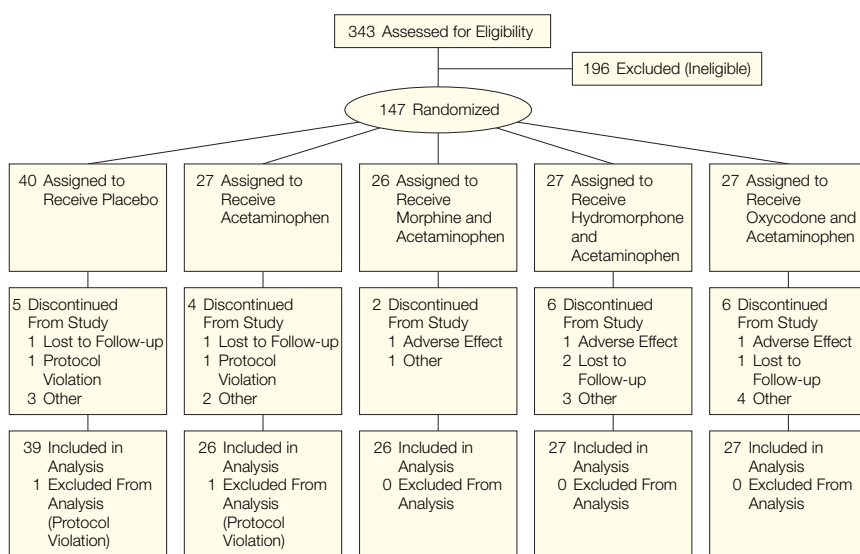 343 Assessed for Eligibility
196 Excluded (Ineligible)
147 Randomized
40 Assigned to
Receive Placebo
27 Assigned to
Receive
Acetaminophen
26 Assigned to
Receive
Morphine and
Acetaminophen
27 Assigned to
Receive
Hydromorphone
and
Acetaminophen
27 Assigned to
Receive
Oxycodone and
Acetaminophen
5 Discontinued
From Study
1 Lost to Follow-up
1 Protocol
Violation
3 Other
4 Discontinued
From Study
1 Lost to Follow-up
1 Protocol
Violation
2 Other
2 Discontinued
From Study
1 Adverse Effect
1 Other
6 Discontinued
From Study
1 Adverse Effect
2 Lost to
Follow-up
3 Other
6 Discontinued
From Study
1 Adverse Effect
1 Lost to
Follow-up
4 Other
39 Included in
Analysis
1 Excluded From
Analysis
(Protocol
Violation)
26 Included in
Analysis
1 Excluded From
Analysis
(Protocol
Violation)
26 Included in
Analysis
0 Excluded From
Analysis
27 Included in
Analysis
0 Excluded From
Analysis
27 Included in
Analysis
0 Excluded From
Analysis